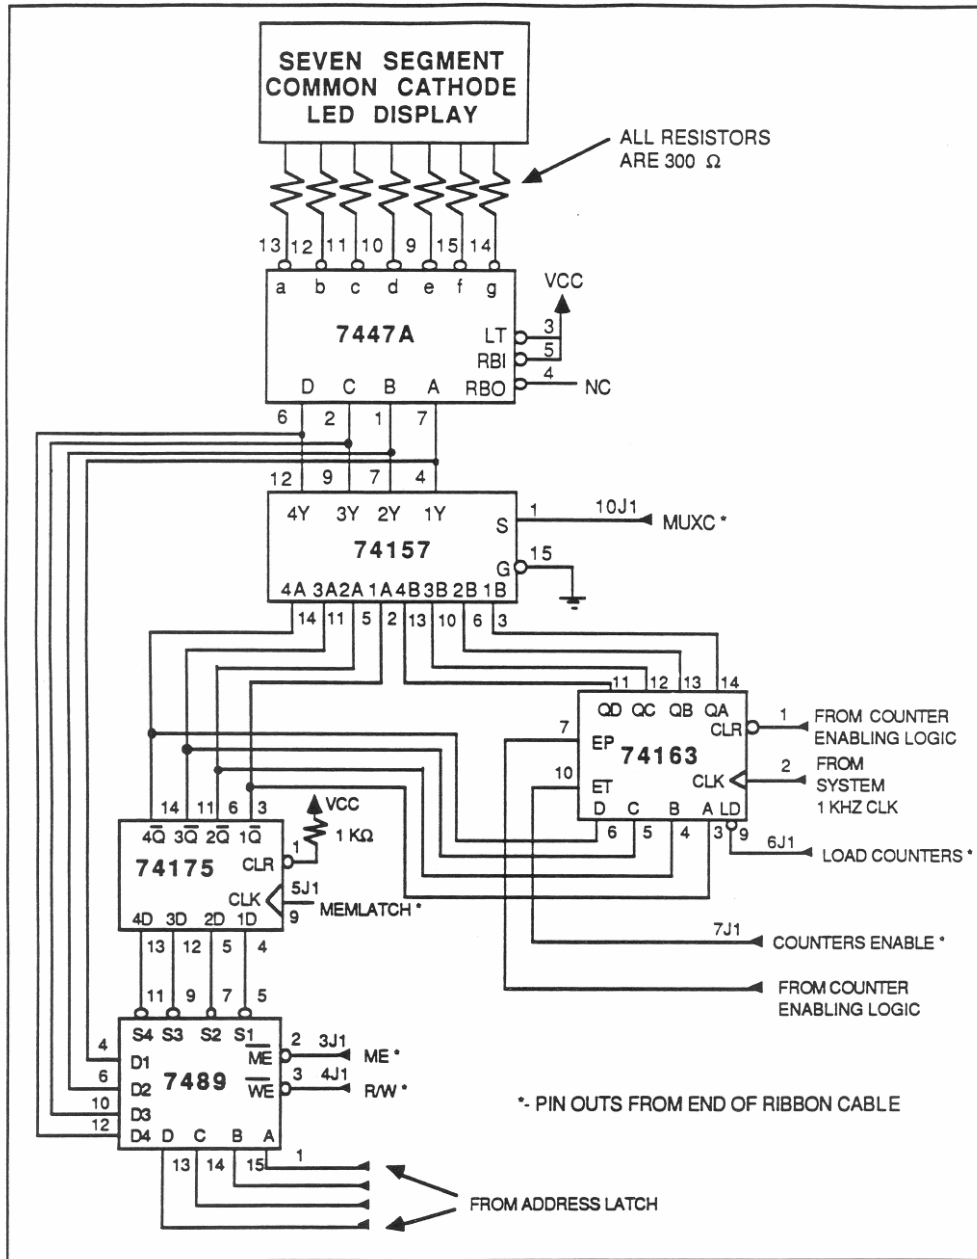 SEVEN SEGMENT
COMMON CATHODE
LED DISPLAY
ALL RESISTORS
ARE 300 Ω
13 12 11 10 9 15 14
a b c d e f g
VCC
7447A
LT 3
RBI 5
RBO 4
NC
D C B A
6 2 1 7
12 9 7 4
4Y 3Y 2Y 1Y
S 1 10J1
MUXC *
74157
G 15
4A 3A 2A 1A 4B 3B 2B 1B
14 11 5 2 13 10 6 3
11 12 13 14
QD QC QB QA
7 EP
CLR 1
FROM COUNTER
ENABLING LOGIC
74163
10 ET
CLK 2
FROM
SYSTEM
1 KHZ CLK
D C B A LD
6 5 4 3 9
6J1
LOAD COUNTERS *
14 11 6 3
VCC
1 KΩ
4Q̅ 3Q̅ 2Q̅ 1Q̅
74175
CLR 1
CLK 9
5J1
MEMLATCH *
4D 3D 2D 1D
13 12 5 4
7J1
COUNTERS ENABLE *
FROM COUNTER
ENABLING LOGIC
11 9 7 5
S4 S3 S2 S1
4 D1
M̅E̅ 2 3J1
ME *
7489
6 D2
W̅E̅ 3 4J1
R/W *
10 D3
12 D4
D C B A
13 14 15 1
*- PIN OUTS FROM END OF RIBBON CABLE
FROM ADDRESS LATCH